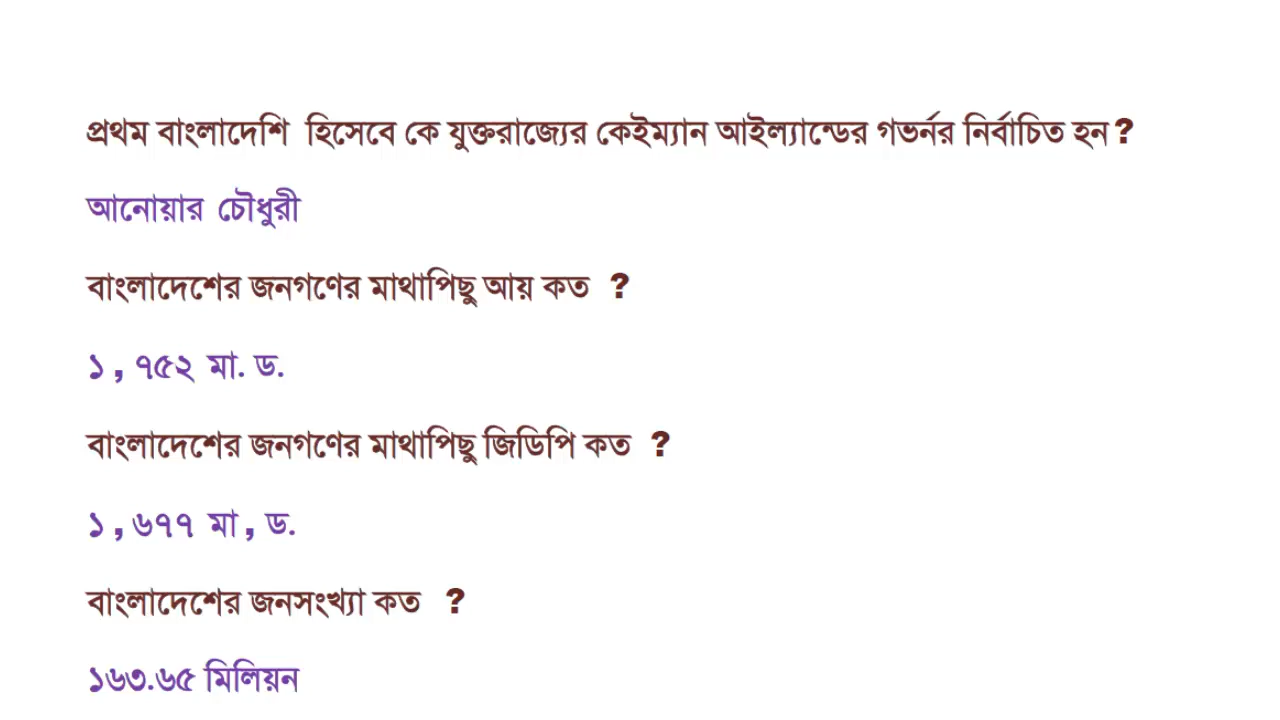 প্রথম বাংলাদেশি হিসেবে কে যুক্তরাজ্যের কেইম্যান আইল্যান্ডের গভর্নর নির্বাচিত হন ?
আনোয়ার চৌধুরী
বাংলাদেশের জনগণের মাথাপিছু আয় কত ?
১ , ৭৫২ মা. ড.
বাংলাদেশের জনগণের মাথাপিছু জিডিপি কত ?
১ , ৬৭৭ মা , ড.
বাংলাদেশের জনসংখ্যা কত ?
১৬৩.৬৫ মিলিয়ন